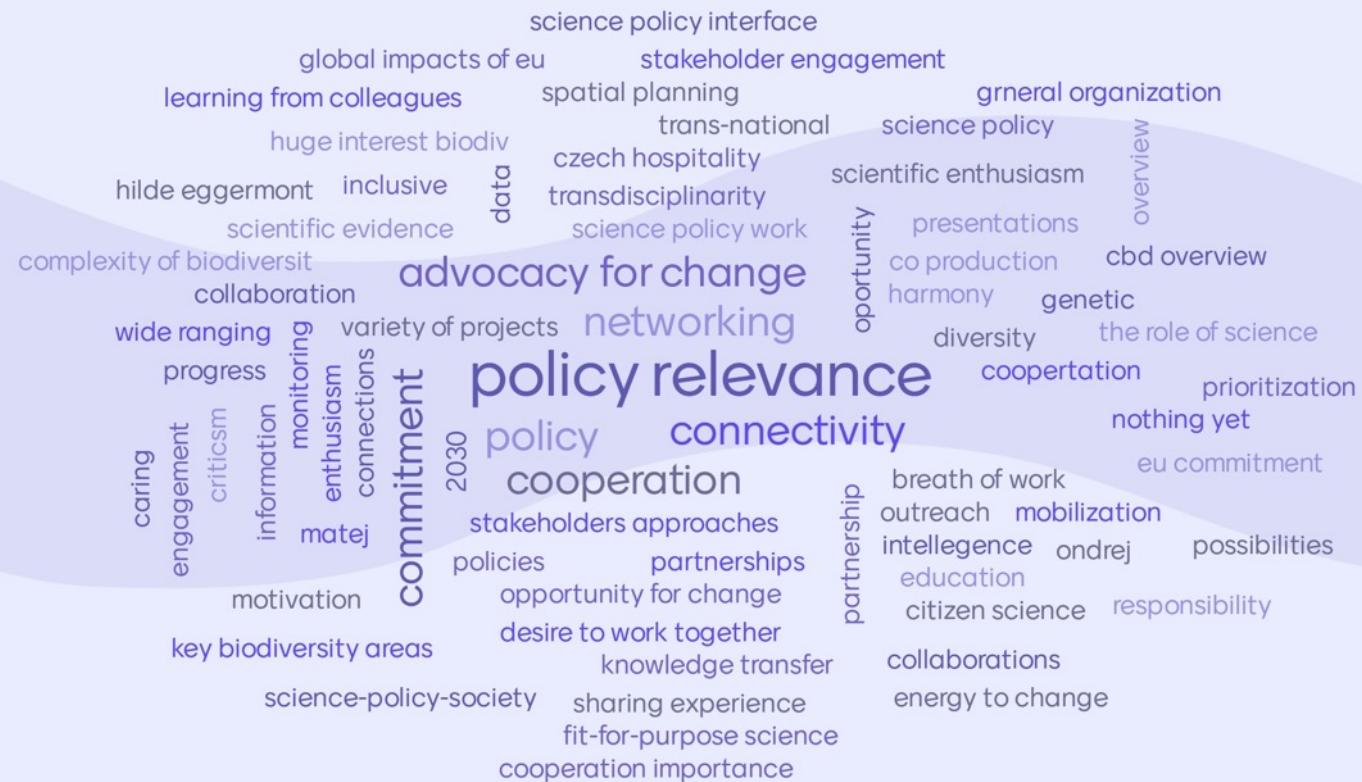 science policy interface
global impacts of eu
stakeholder engagement
learning from colleagues
spatial planning
grneral organization
huge interest biodiv
trans-national
science policy
overview
czech hospitality
hilde eggermont
inclusive
data
transdisciplinarity
scientific enthusiasm
scientific evidence
science policy work
oportunity
presentations
complexity of biodiversit
advocacy for change
co production
cbd overview
collaboration
harmony
genetic
wide ranging
monitoring
variety of projects
networking
diversity
the role of science
progress
enthusiasm
connections
commitment
policy relevance
coopertation
prioritization
caring
engagement
criticsm
information
2030
policy
connectivity
nothing yet
cooperation
eu commitment
matej
stakeholders approaches
partnership
breath of work
outreach
mobilization
policies
partnerships
intellegence
ondrej
possibilities
motivation
opportunity for change
education
citizen science
responsibility
key biodiversity areas
desire to work together
knowledge transfer
collaborations
science-policy-society
sharing experience
energy to change
fit-for-purpose science
cooperation importance